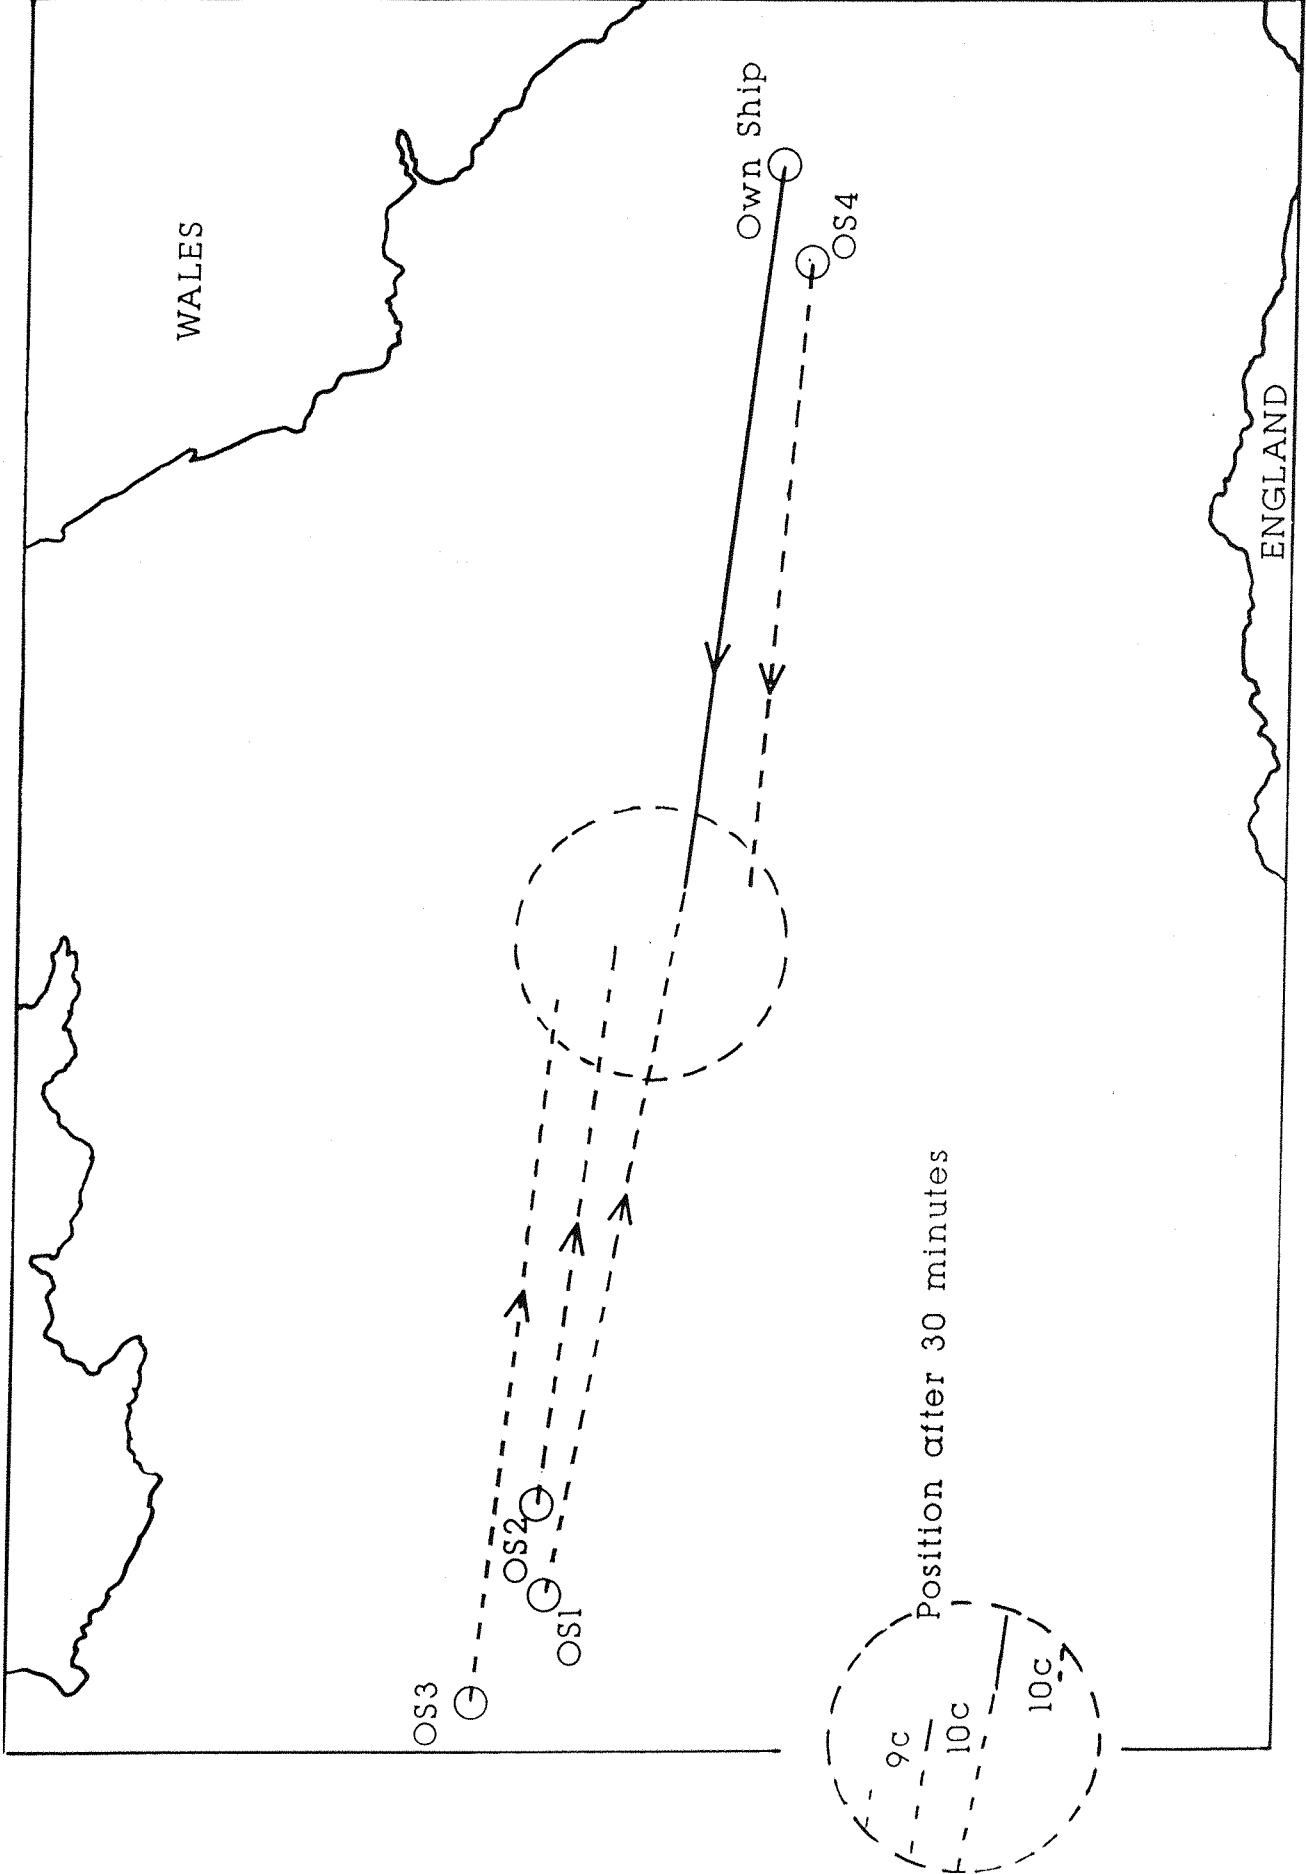 WALES
Own Ship
OS4
ENGLAND
OS3
OS2
OS1
Position after 30 minutes
9c
10c
10c